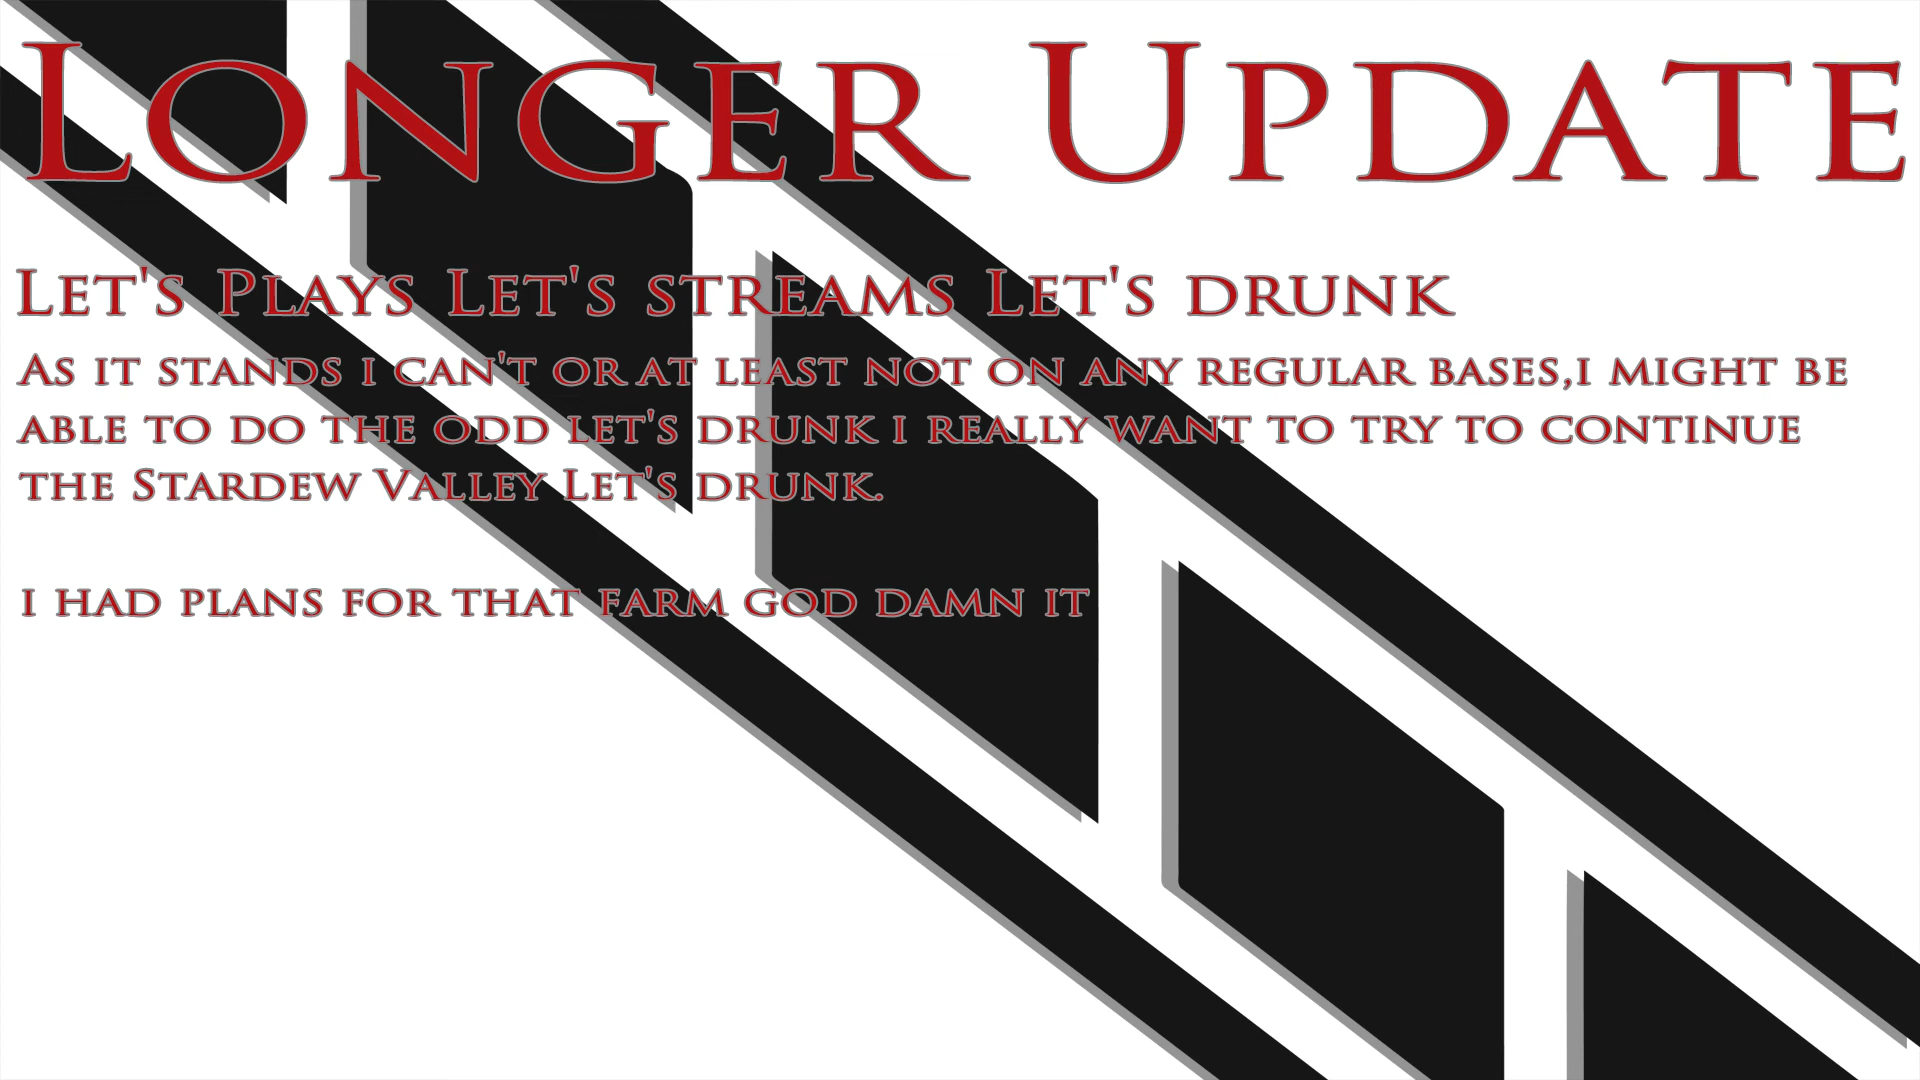 Longer Update
Let's Plays Let's streams Let's drunk
As it stands i can't or at least not on any regular bases,i might be
able to do the odd let's drunk i really want to try to continue
the Stardew Valley Let's drunk.
i had plans for that farm god damn it